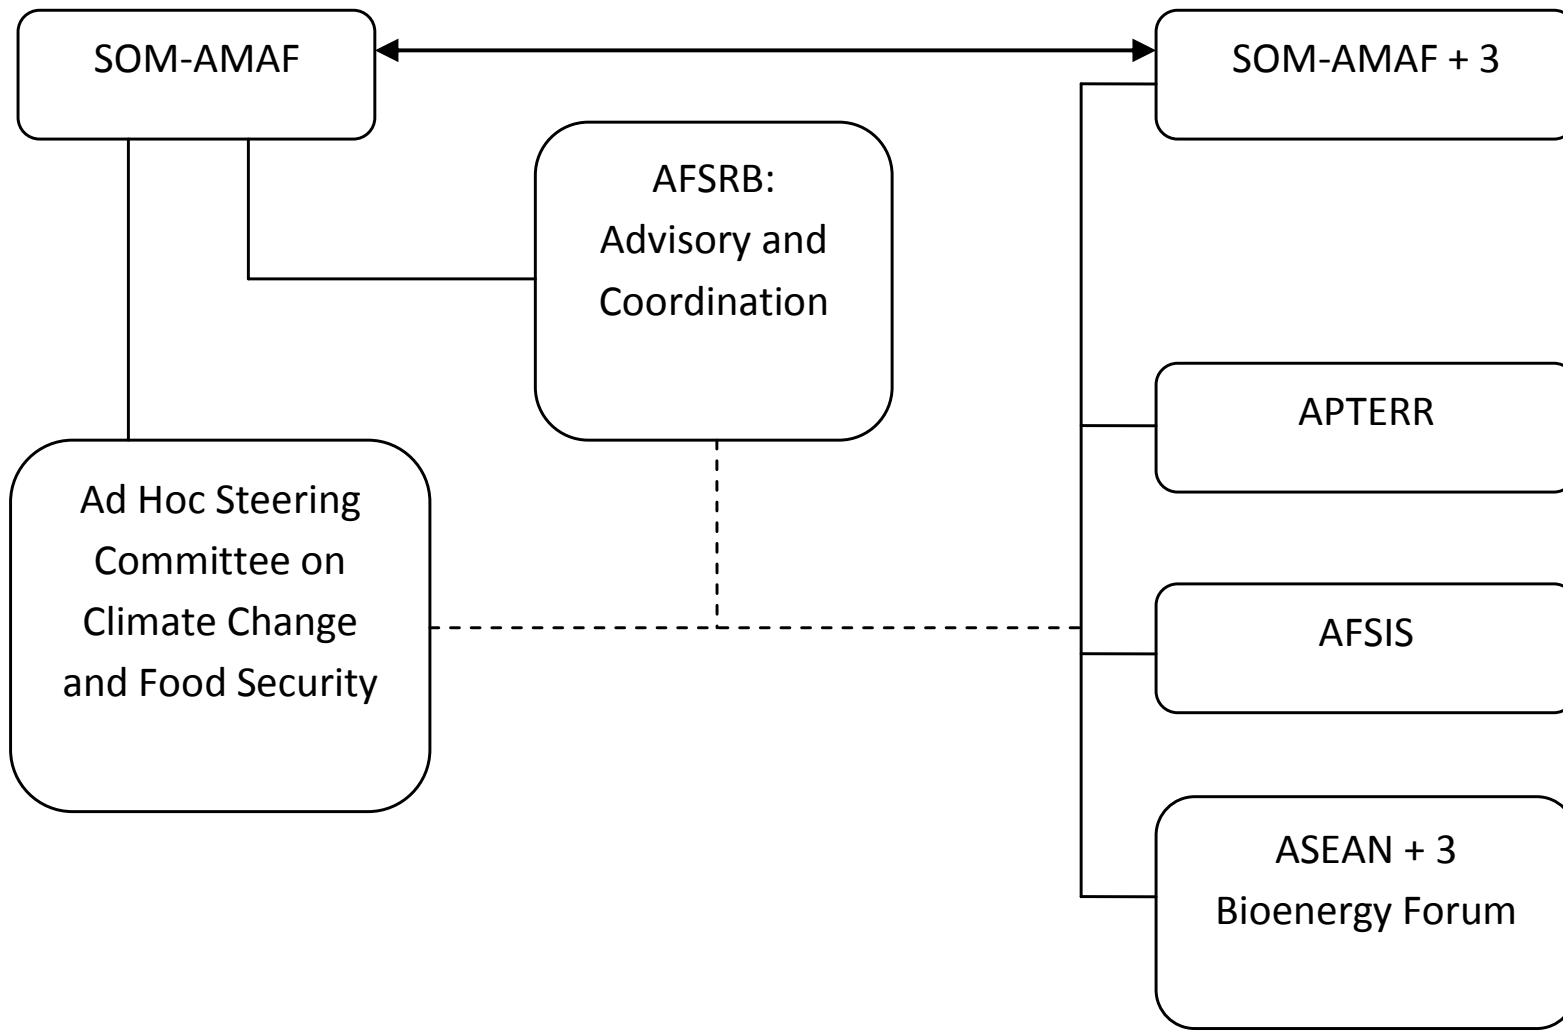 SOM-AMAF
SOM-AMAF + 3
AFSRB:
Advisory and
Coordination
APTERR
Ad Hoc Steering
Committee on
Climate Change
and Food Security
AFSIS
ASEAN + 3
Bioenergy Forum